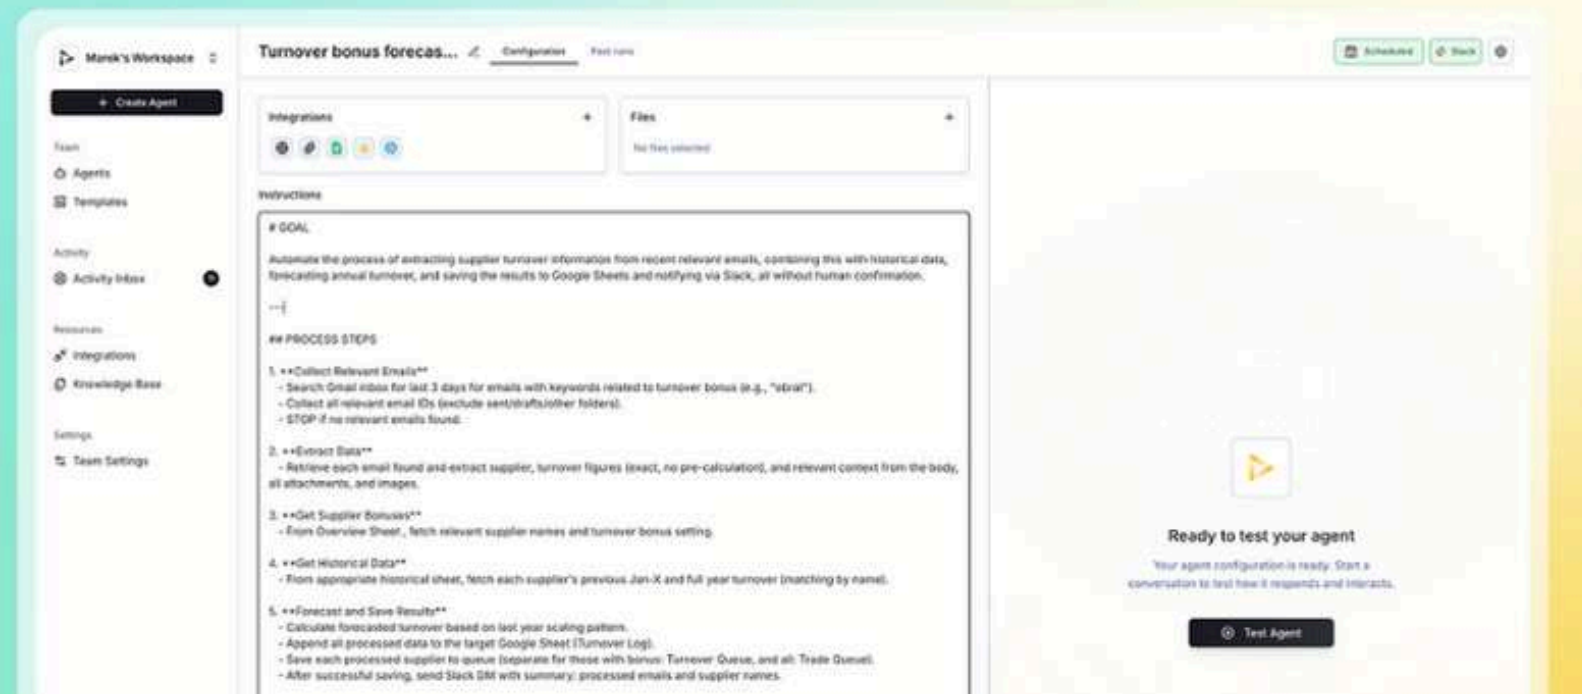 Marek's Workspace
Turnover bonus forecas...
Configuration
Past runs
Scheduled
Slack
+ Create Agent
Team
Agents
Templates
Activity
Activity Inbox
Resources
Integrations
Knowledge Base
Settings
Team Settings
Integrations +
Files +
No files selected
Instructions
# GOAL
Automate the process of extracting supplier turnover information from recent relevant emails, combining this with historical data,
forecasting annual turnover, and saving the results to Google Sheets and notifying via Slack, all without human confirmation.
---
## PROCESS STEPS
1. **Collect Relevant Emails**
- Search Gmail inbox for last 3 days for emails with keywords related to turnover bonus (e.g., "obrat").
- Collect all relevant email IDs (exclude sent/drafts/other folders).
- STOP if no relevant emails found.
2. **Extract Data**
- Retrieve each email found and extract supplier, turnover figures (exact, no pre-calculation), and relevant context from the body,
all attachments, and images.
3. **Get Supplier Bonuses**
- From Overview Sheet , fetch relevant supplier names and turnover bonus setting.
4. **Get Historical Data**
- From appropriate historical sheet, fetch each supplier's previous Jan-X and full year turnover (matching by name).
5. **Forecast and Save Results**
- Calculate forecasted turnover based on last year scaling pattern.
- Append all processed data to the target Google Sheet (Turnover Log).
- Save each processed supplier to queue (separate for those with bonus: Turnover Queue, and all: Trade Queue).
- After successful saving, send Slack DM with summary: processed emails and supplier names.
Ready to test your agent
Your agent configuration is ready. Start a
conversation to test how it responds and interacts.
Test Agent